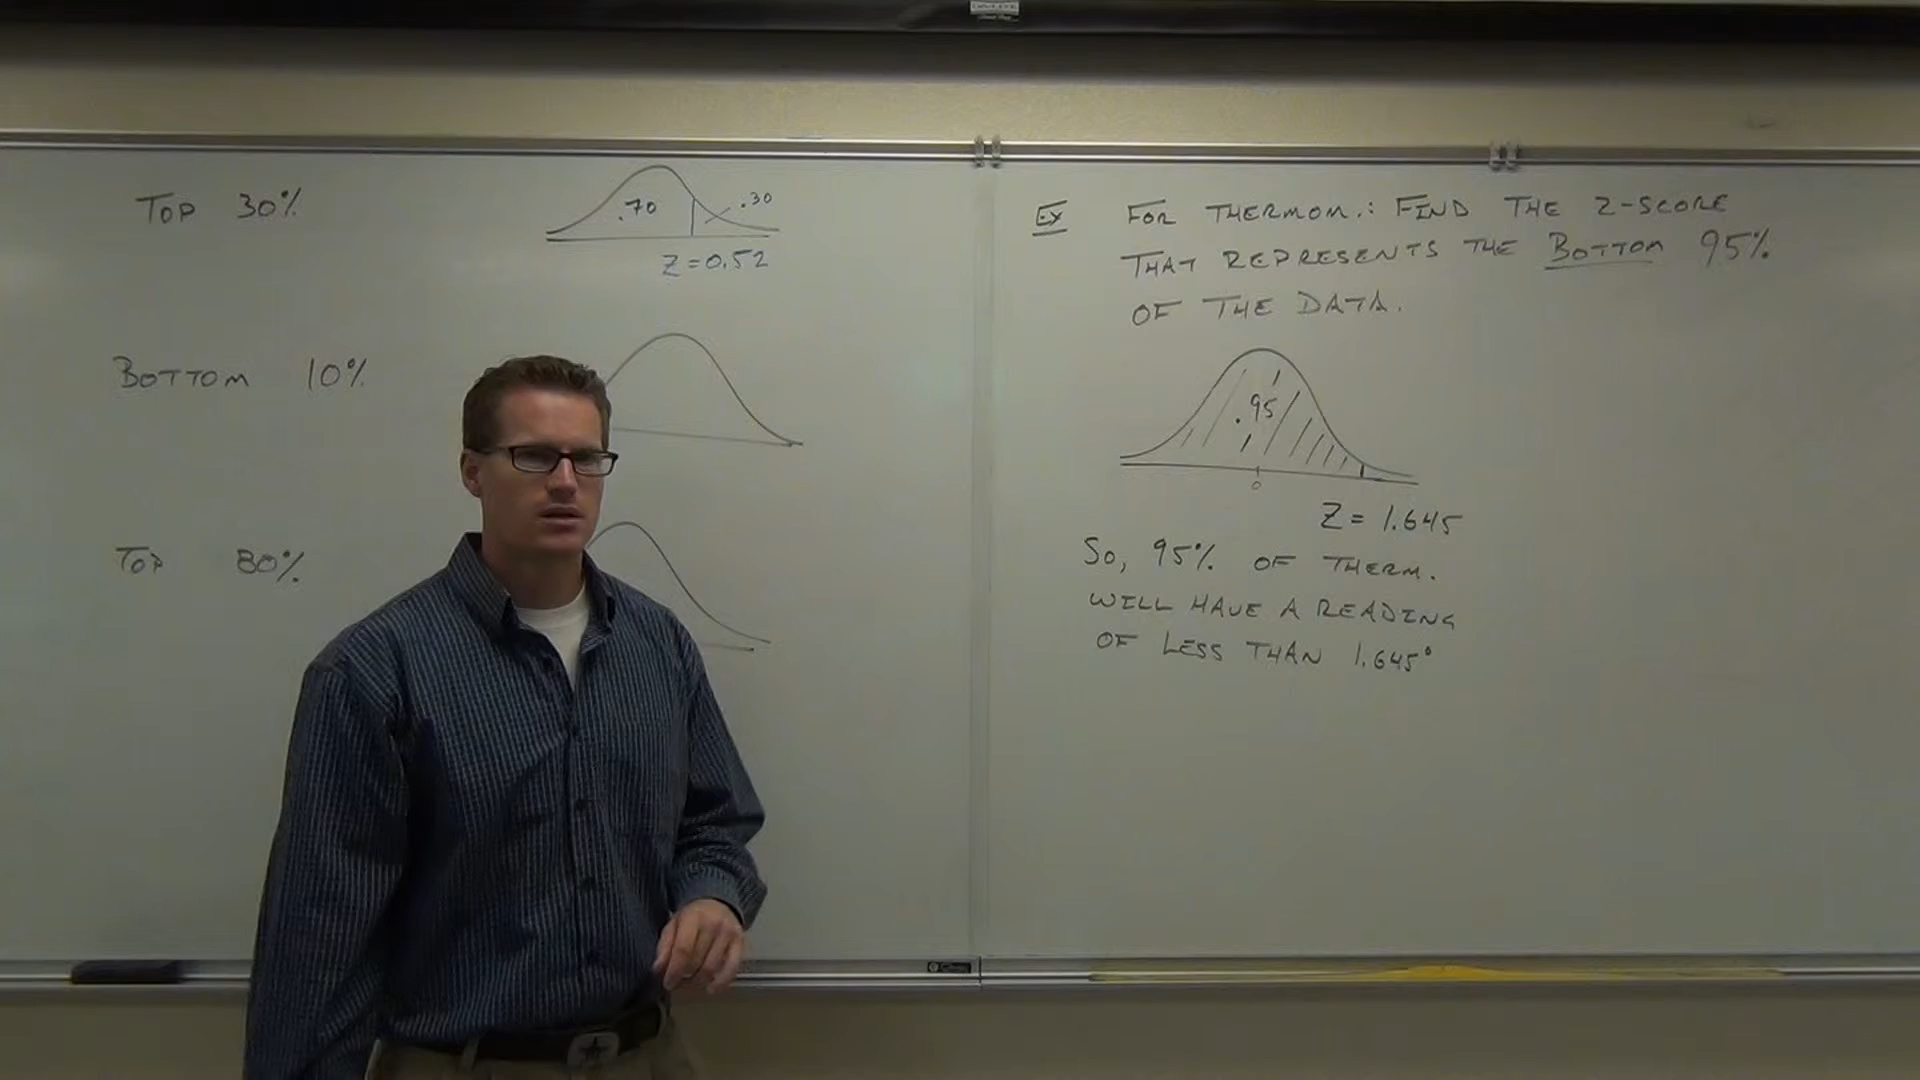 TOP 30%
.70
.30
Z=0.52
BOTTOM 10%
TOP 80%
EX FOR THERMOM.: FIND THE Z-SCORE
THAT REPRESENTS THE BOTTOM 95%
OF THE DATA.
.95
0
Z = 1.645
SO, 95% OF THERM.
WILL HAVE A READING
OF LESS THAN 1.645°